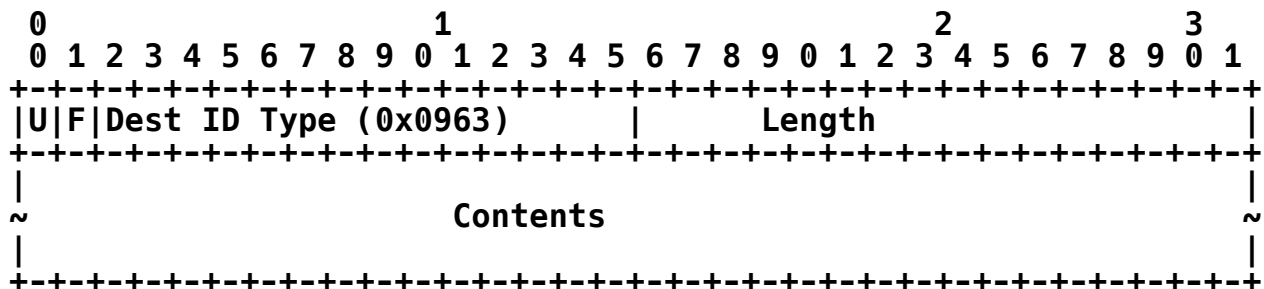 0                    1                         2            3
0 1 2 3 4 5 6 7 8 9 0 1 2 3 4 5 6 7 8 9 0 1 2 3 4 5 6 7 8 9 0 1
+-+-+-+-+-+-+-+-+-+-+-+-+-+-+-+-+-+-+-+-+-+-+-+-+-+-+-+-+-+-+-+-+
|U|F|Dest ID Type (0x0963)      |      Length                   |
+-+-+-+-+-+-+-+-+-+-+-+-+-+-+-+-+-+-+-+-+-+-+-+-+-+-+-+-+-+-+-+-+
|                                                               |
~                      Contents                                 ~
|                                                               |
+-+-+-+-+-+-+-+-+-+-+-+-+-+-+-+-+-+-+-+-+-+-+-+-+-+-+-+-+-+-+-+-+